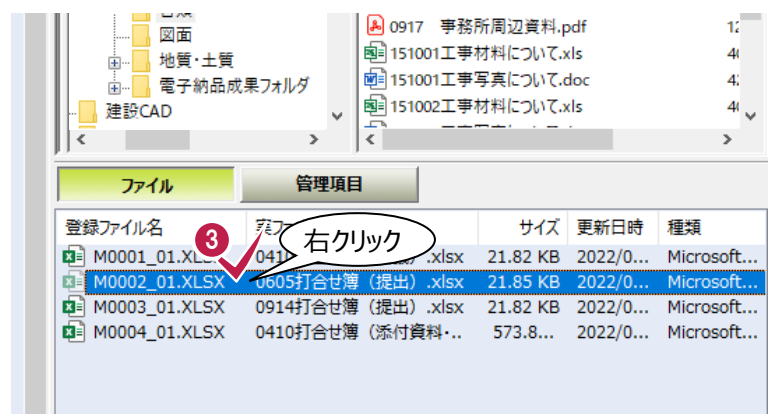 図面
0917 事務所周辺資料.pdf
地質・土質
151001工事材料について.xls
電子納品成果フォルダ
151001工事写真について.doc
建設CAD
151002工事材料について.xls
ファイル
管理項目
登録ファイル名
サイズ
更新日時
種類
3
右クリック
M0001_01.XLSX
.xlsx
21.82 KB
2022/0...
Microsoft...
M0002_01.XLSX
0605打合せ簿（提出）.xlsx
21.85 KB
2022/0...
Microsoft...
M0003_01.XLSX
0914打合せ簿（提出）.xlsx
21.82 KB
2022/0...
Microsoft...
M0004_01.XLSX
0410打合せ簿（添付資料・..
573.8...
2022/0...
Microsoft...